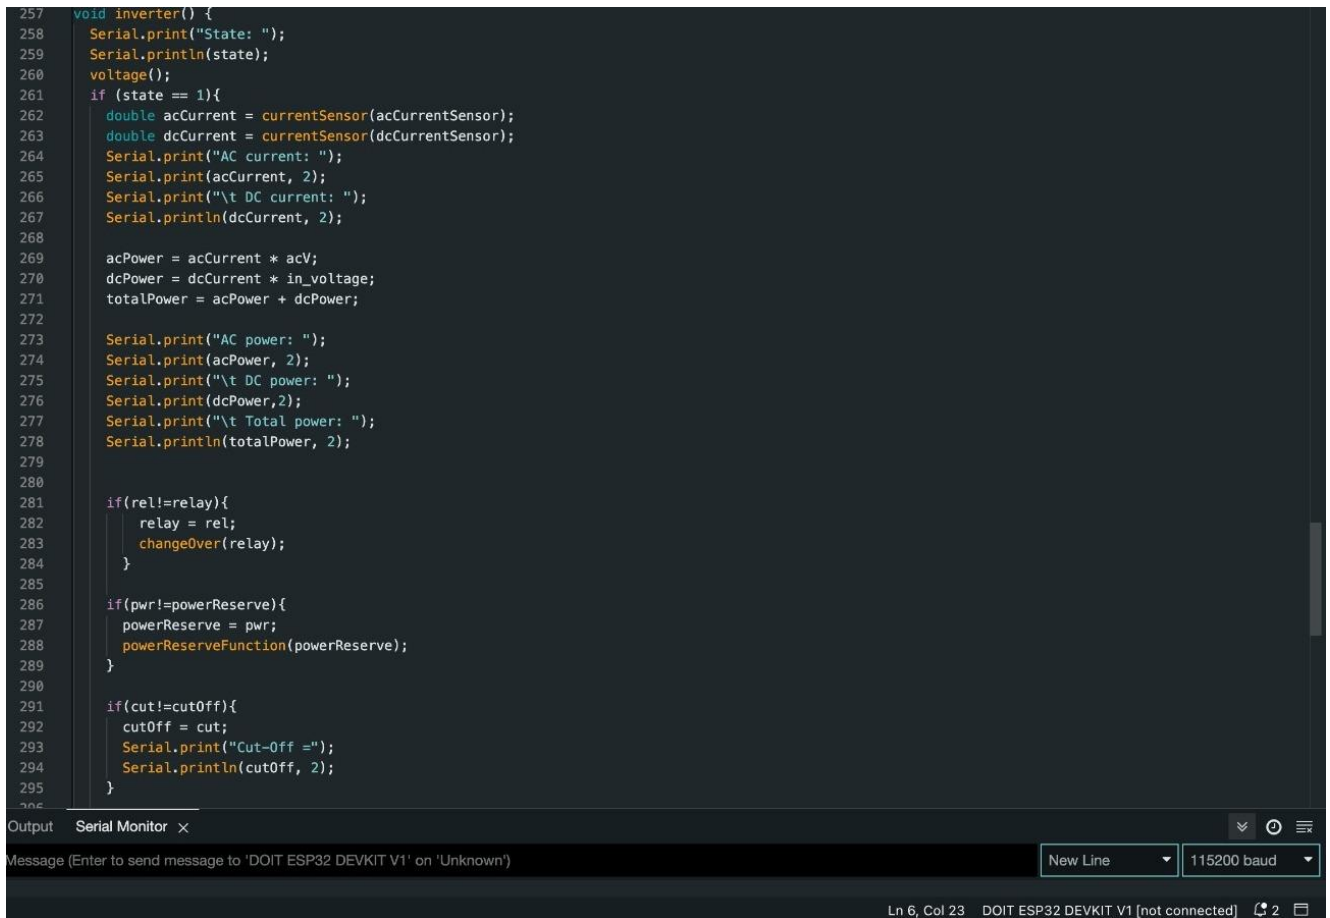 257 void inverter() {
258 Serial.print("State: ");
259 Serial.println(state);
260 voltage();
261 if (state == 1){
262 double acCurrent = currentSensor(acCurrentSensor);
263 double dcCurrent = currentSensor(dcCurrentSensor);
264 Serial.print("AC current: ");
265 Serial.print(acCurrent, 2);
266 Serial.print("\t DC current: ");
267 Serial.println(dcCurrent, 2);
268
269 acPower = acCurrent * acV;
270 dcPower = dcCurrent * in_voltage;
271 totalPower = acPower + dcPower;
272
273 Serial.print("AC power: ");
274 Serial.print(acPower, 2);
275 Serial.print("\t DC power: ");
276 Serial.print(dcPower,2);
277 Serial.print("\t Total power: ");
278 Serial.println(totalPower, 2);
279
280
281 if(rel!=relay){
282 relay = rel;
283 changeOver(relay);
284 }
285
286 if(pwr!=powerReserve){
287 powerReserve = pwr;
288 powerReserveFunction(powerReserve);
289 }
290
291 if(cut!=cutOff){
292 cutOff = cut;
293 Serial.print("Cut-Off =");
294 Serial.println(cutOff, 2);
295 }
296
Output Serial Monitor
Message (Enter to send message to 'DOIT ESP32 DEVKIT V1' on 'Unknown') New Line 115200 baud
Ln 6, Col 23 DOIT ESP32 DEVKIT V1 [not connected] 2